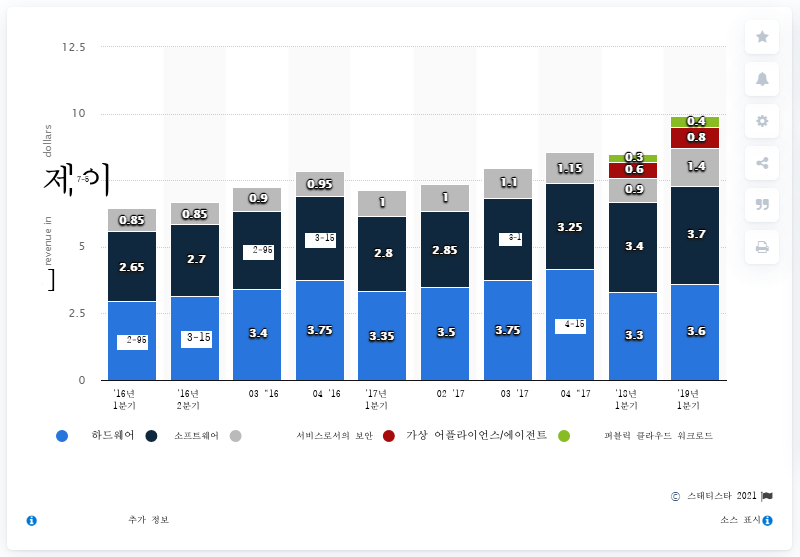 12.5
10
dollars
제이
7-5
5
revenue in
]
2.5
0
0.85
2.65
2-95
0.85
2.7
3-15
0.9
2-95
3.4
0.95
3-15
3.75
1
2.8
3.35
1
2.85
3.5
1.1
3-1
3.75
1.15
3.25
4-15
0.3
0.6
0.9
3.4
3.3
0.4
0.8
1.4
3.7
3.6
'16년 1분기
'16년 2분기
03 "16
04 '16
'17년 1분기
02 '17
03 '17
04 "17
'18년 1분기
'19년 1분기
하드웨어
소프트웨어
서비스로서의 보안
가상 어플라이언스/에이전트
퍼블릭 클라우드 워크로드
© 스태티스타 2021
추가 정보
소스 표시